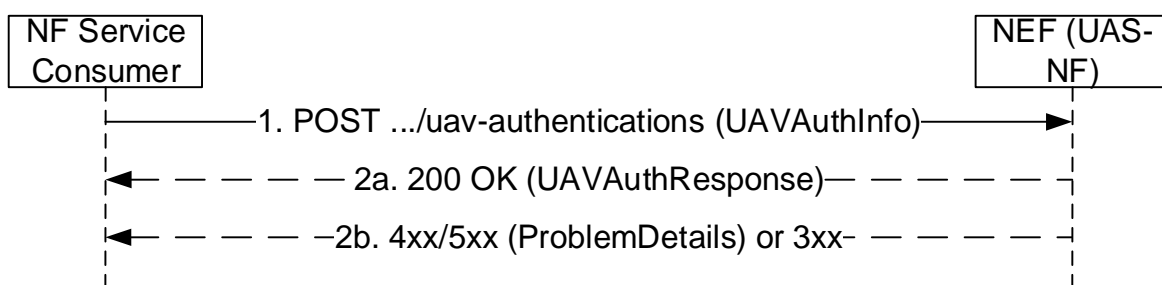 NF Service
Consumer
NEF (UAS-
NF)
1. POST .../uav-authentications (UAVAuthInfo)
2a. 200 OK (UAVAuthResponse)
2b. 4xx/5xx (ProblemDetails) or 3xx